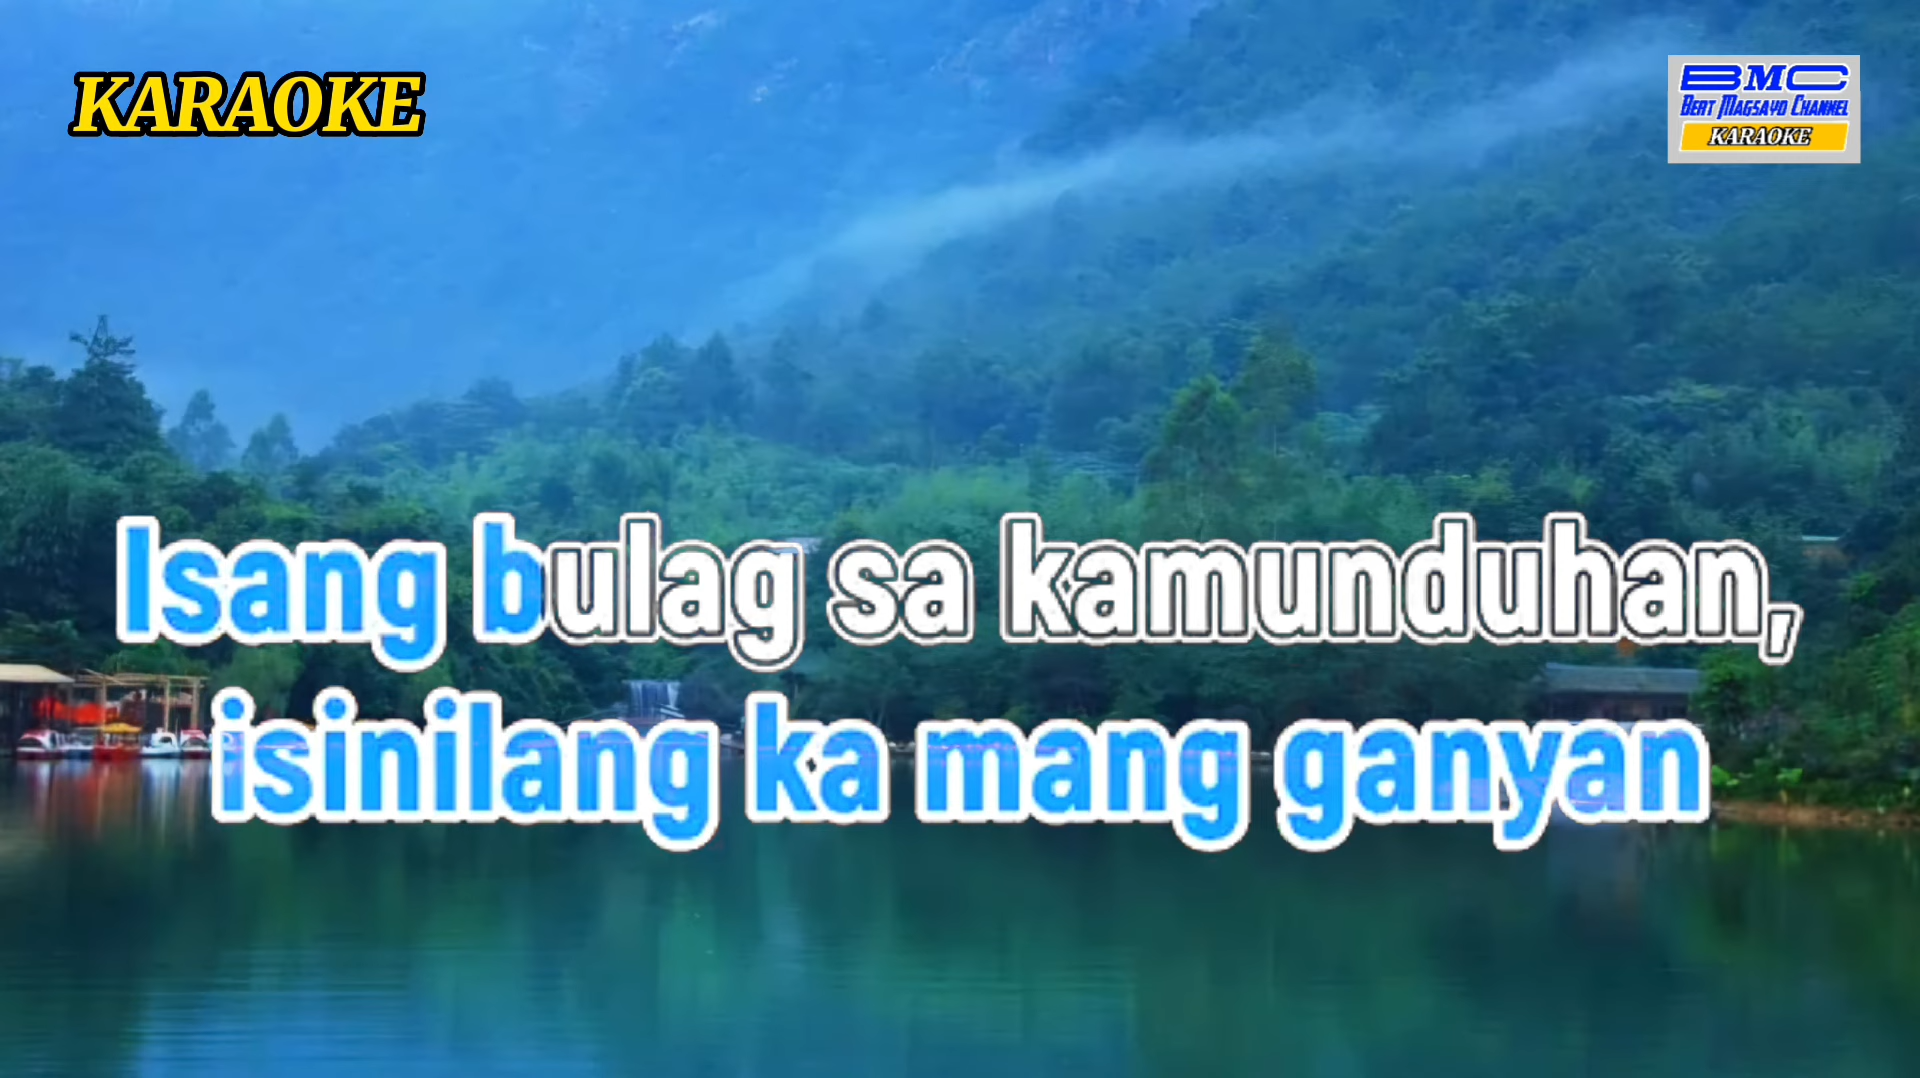 KARAOKE
BMC
BERT MAGSAYO CHANNEL
KARAOKE
Isang bulag sa kamunduhan,
isinilang ka mang ganyan